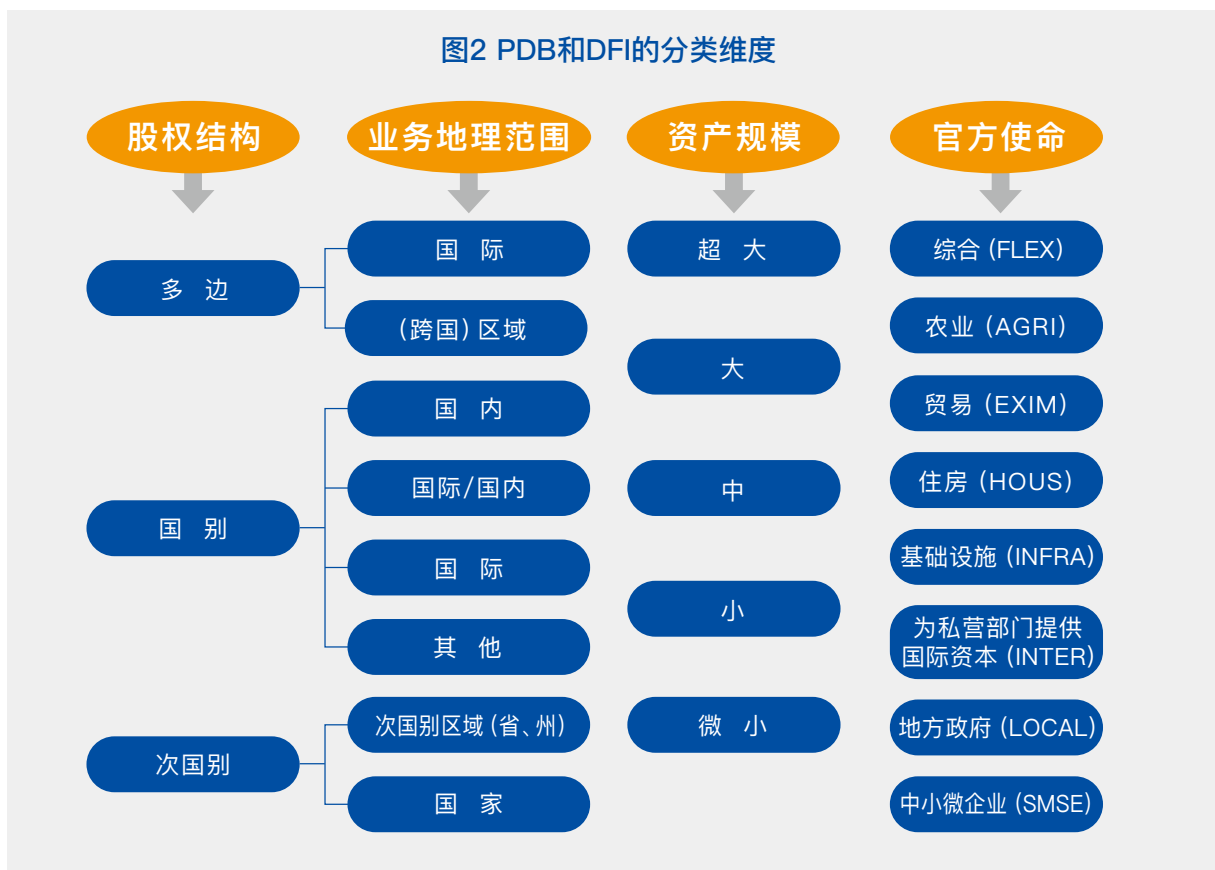 图2 PDB和DFI的分类维度
股权结构
业务地理范围
资产规模
官方使命
多 边
国 别
次国别
国 际
(跨国)区域
国 内
国际/国内
国 际
其 他
次国别区域(省、州)
国 家
超 大
大
中
小
微 小
综合(FLEX)
农业(AGRI)
贸易(EXIM)
住房(HOUS)
基础设施(INFRA)
为私营部门提供
国际资本(INTER)
地方政府(LOCAL)
中小微企业(SMSE)